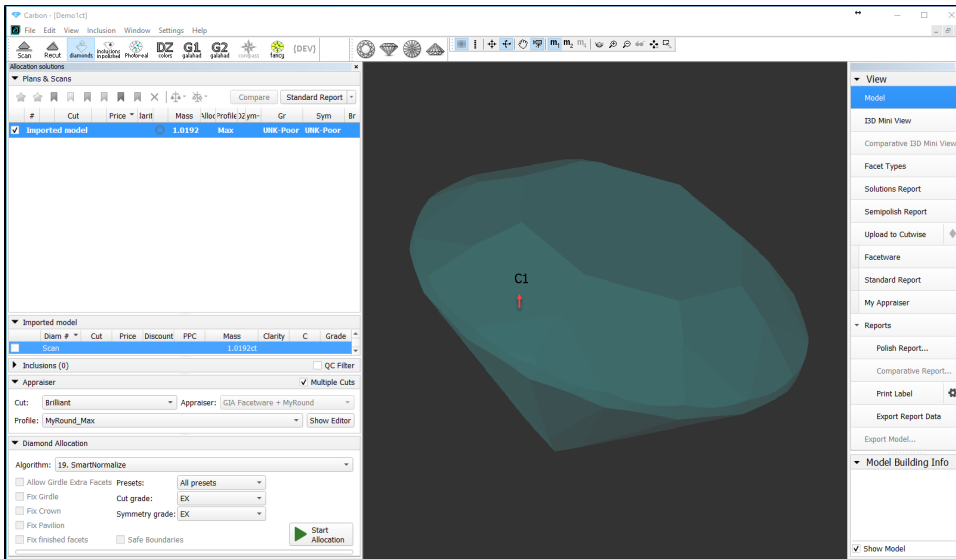 Carbon - [Demo1ct]
File Edit View Inclusion Window Settings Help
Scan Recut diamonds Inclusions in polished Photoreal DZ colors G1 galahad G2 galahad compass fancy [DEV]
m1 m2 m
Allocation solutions
Plans & Scans
Compare Standard Report
# Cut Price Mass Profile Gr Sym Br
Imported model 1.0192 Max UNK-Poor UNK-Poor
Imported model
Diam # Cut Price Discount PPC Mass Clarity C Grade
Scan 1.0192ct
Inclusions (0) QC Filter
Appraiser Multiple Cuts
Cut: Brilliant Appraiser: GIA Facetware + MyRound
Profile: MyRound_Max Show Editor
Diamond Allocation
Algorithm: 19. SmartNormalize
Allow Girdle Extra Facets Presets: All presets
Fix Girdle Cut grade: EX
Fix Crown Symmetry grade: EX
Fix Pavilion
Fix finished facets Safe Boundaries Start Allocation
C1
View
Model
I3D Mini View
Comparative I3D Mini View
Facet Types
Solutions Report
Semipolish Report
Upload to Cutwise
Facetware
Standard Report
My Appraiser
Reports
Polish Report...
Comparative Report...
Print Label
Export Report Data
Export Model...
Model Building Info
Show Model